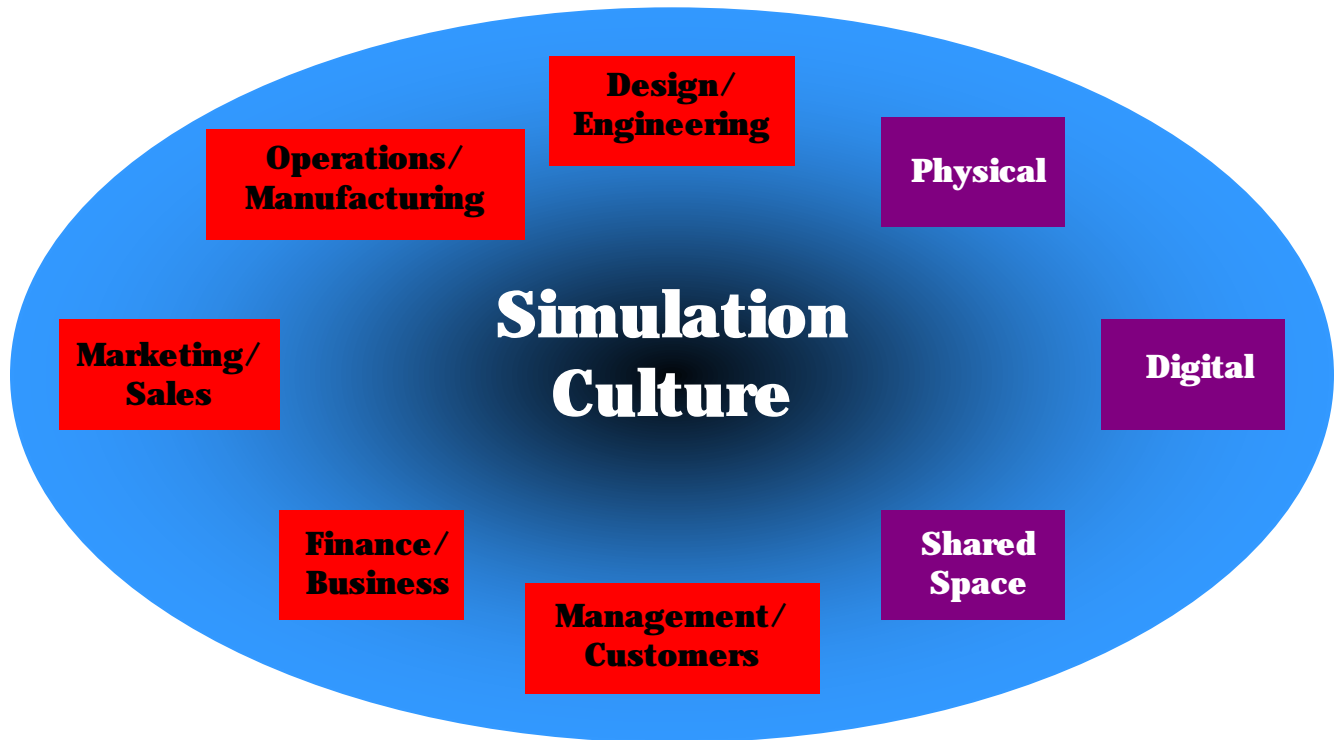 Design/
Engineering
Operations/
Manufacturing
Physical
Simulation
Culture
Marketing/
Sales
Digital
Finance/
Business
Shared
Space
Management/
Customers